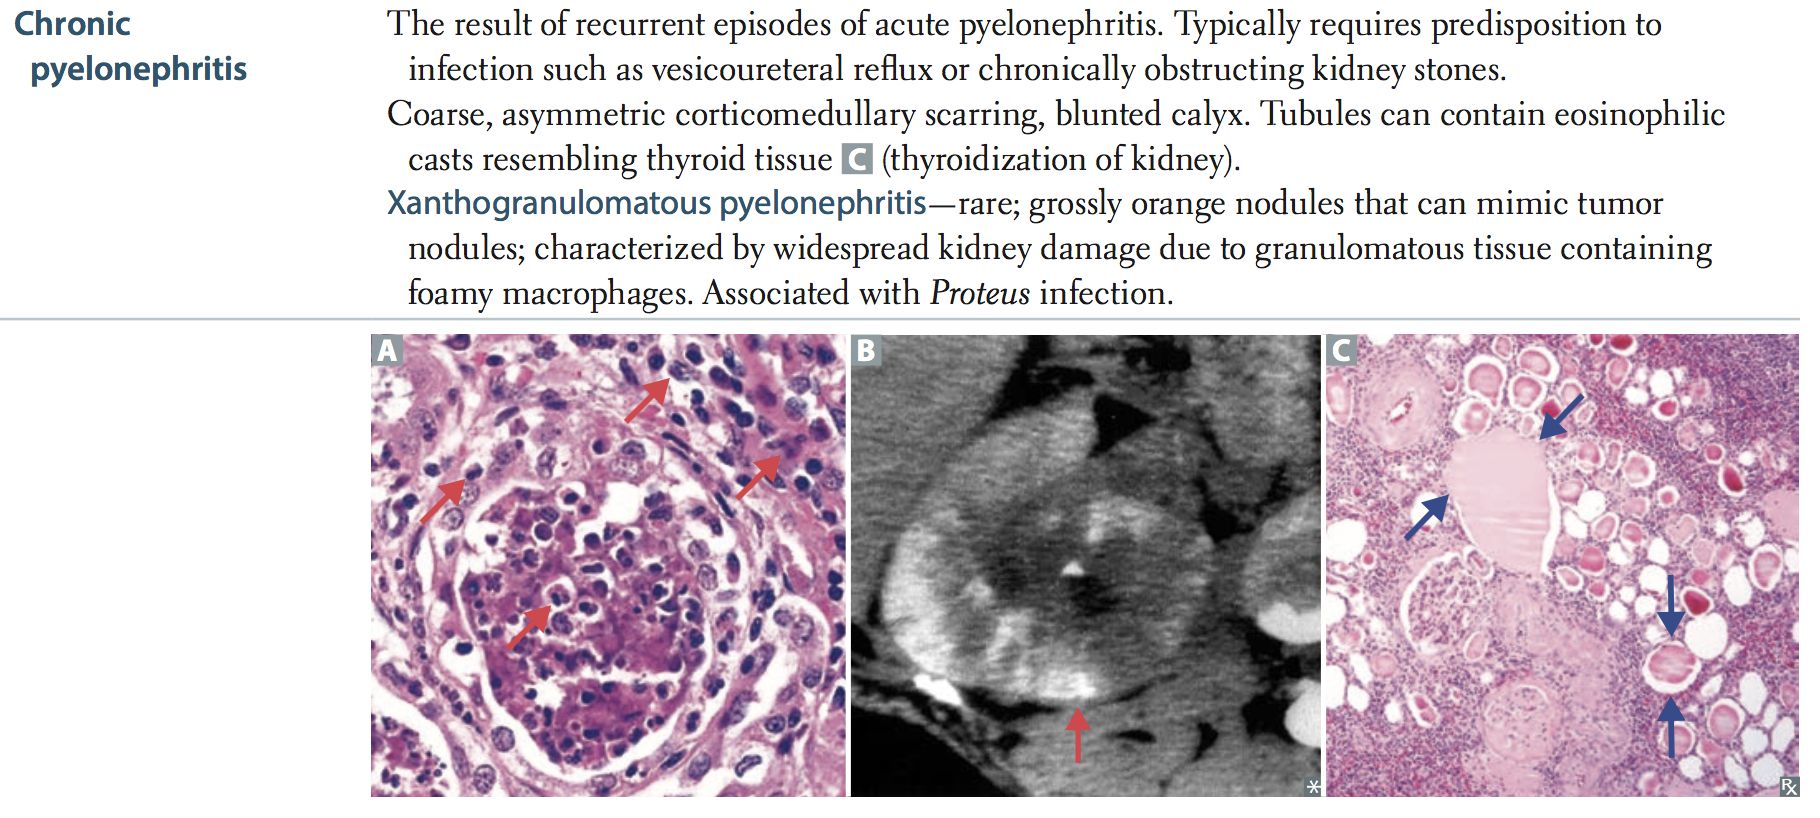 Chronic
pyelonephritis
The result of recurrent episodes of acute pyelonephritis. Typically requires predisposition to
infection such as vesicoureteral reflux or chronically obstructing kidney stones.
Coarse, asymmetric corticomedullary scarring, blunted calyx. Tubules can contain eosinophilic
casts resembling thyroid tissue C (thyroidization of kidney).
Xanthogranulomatous pyelonephritis—rare; grossly orange nodules that can mimic tumor
nodules; characterized by widespread kidney damage due to granulomatous tissue containing
foamy macrophages. Associated with Proteus infection.
A
B
C
*
℞